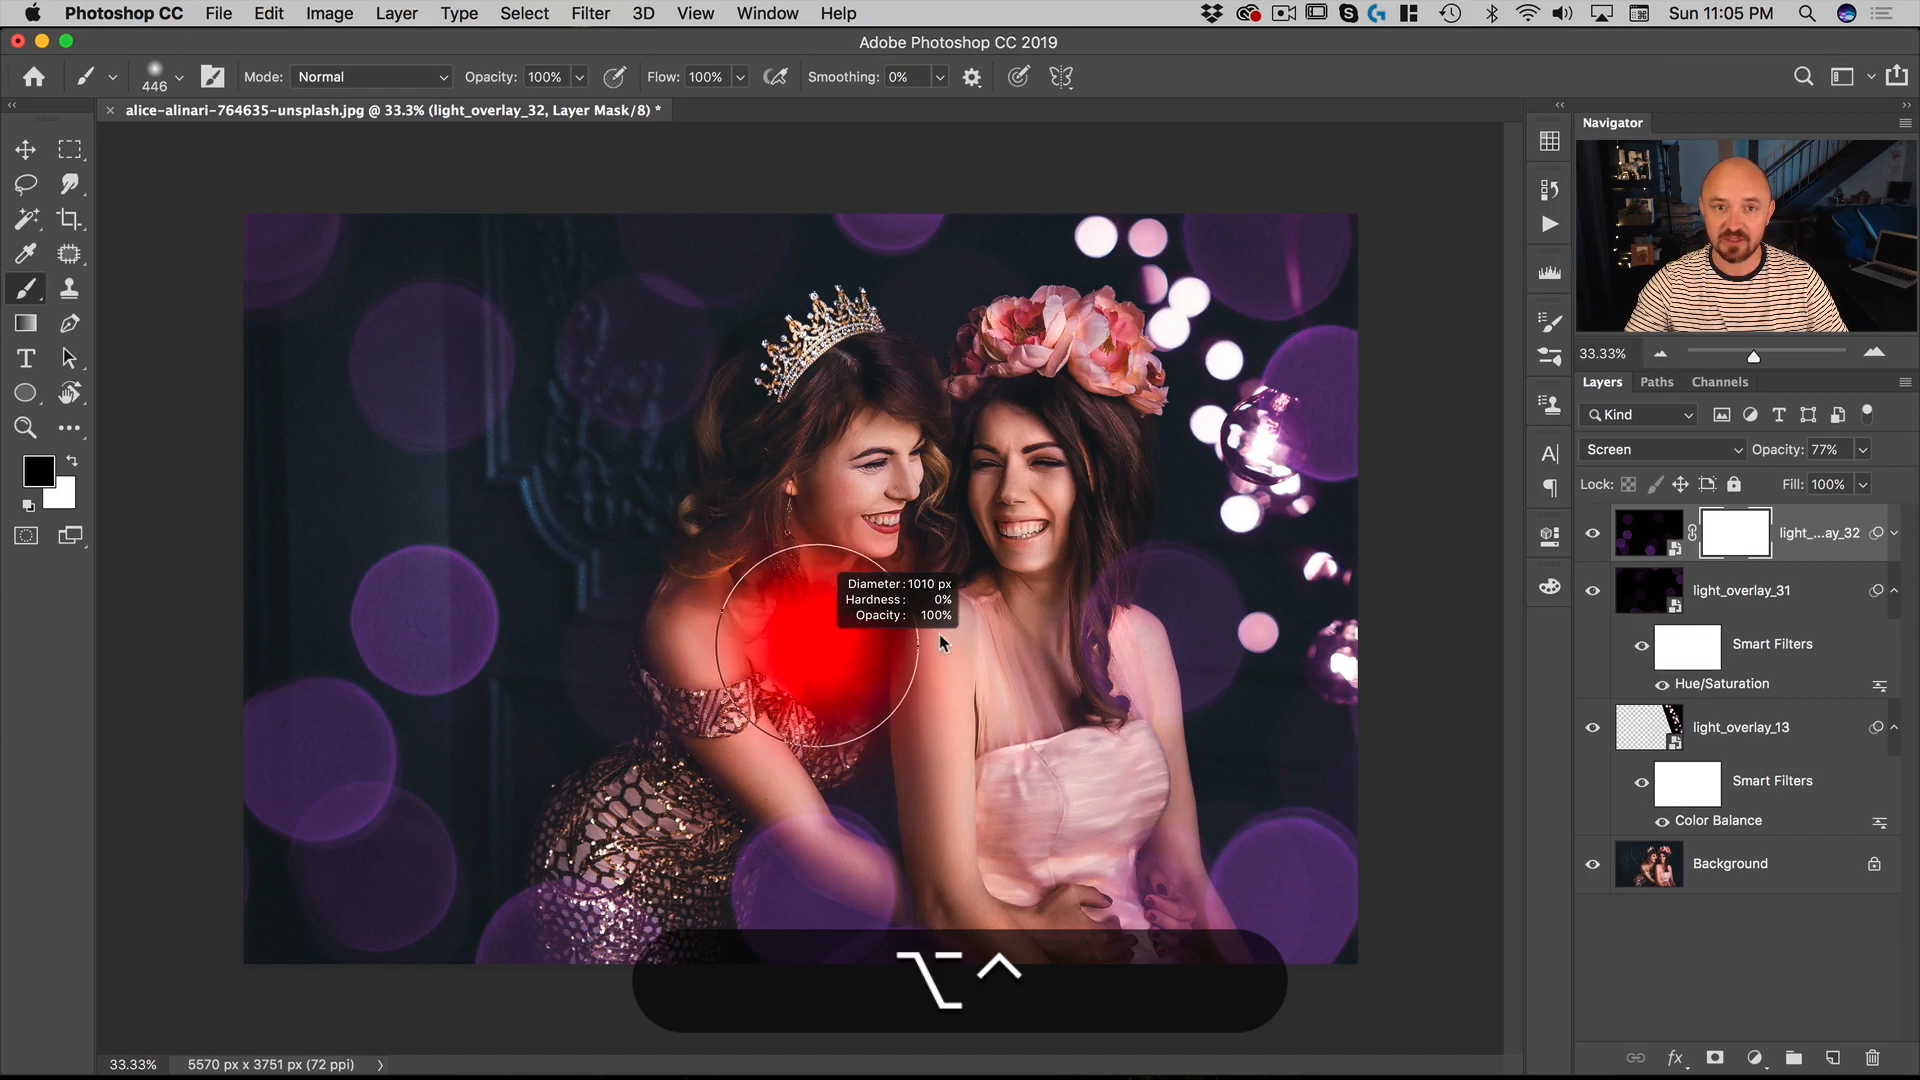 Photoshop CC File Edit Image Layer Type Select Filter 3D View Window Help Sun 11:05 PM
Adobe Photoshop CC 2019
446 Mode: Normal Opacity: 100% Flow: 100% Smoothing: 0%
alice-alinari-764635-unsplash.jpg @ 33.3% (light_overlay_32, Layer Mask/8) *
Navigator
33.33%
Layers Paths Channels
Kind
Screen Opacity: 77%
Lock: Fill: 100%
light_...ay_32
light_overlay_31
Smart Filters
Hue/Saturation
light_overlay_13
Smart Filters
Color Balance
Background
Diameter: 1010 px
Hardness: 0%
Opacity: 100%
⌥ ^
33.33% 5570 px x 3751 px (72 ppi)
fx